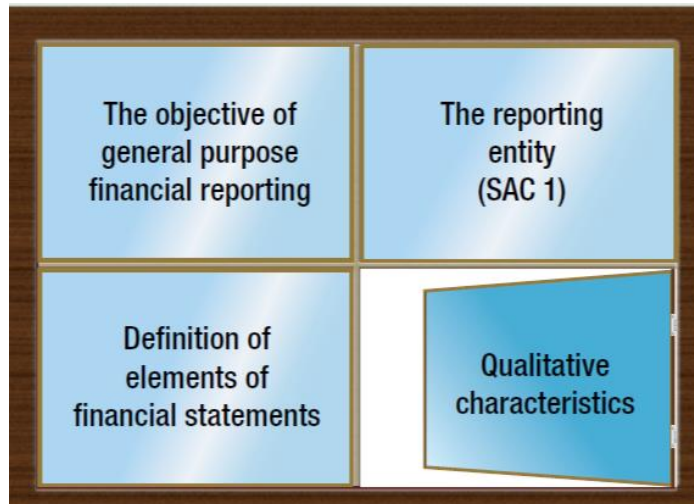 The objective of
general purpose
financial reporting
The reporting
entity
(SAC 1)
Definition of
elements of
financial statements
Qualitative
characteristics